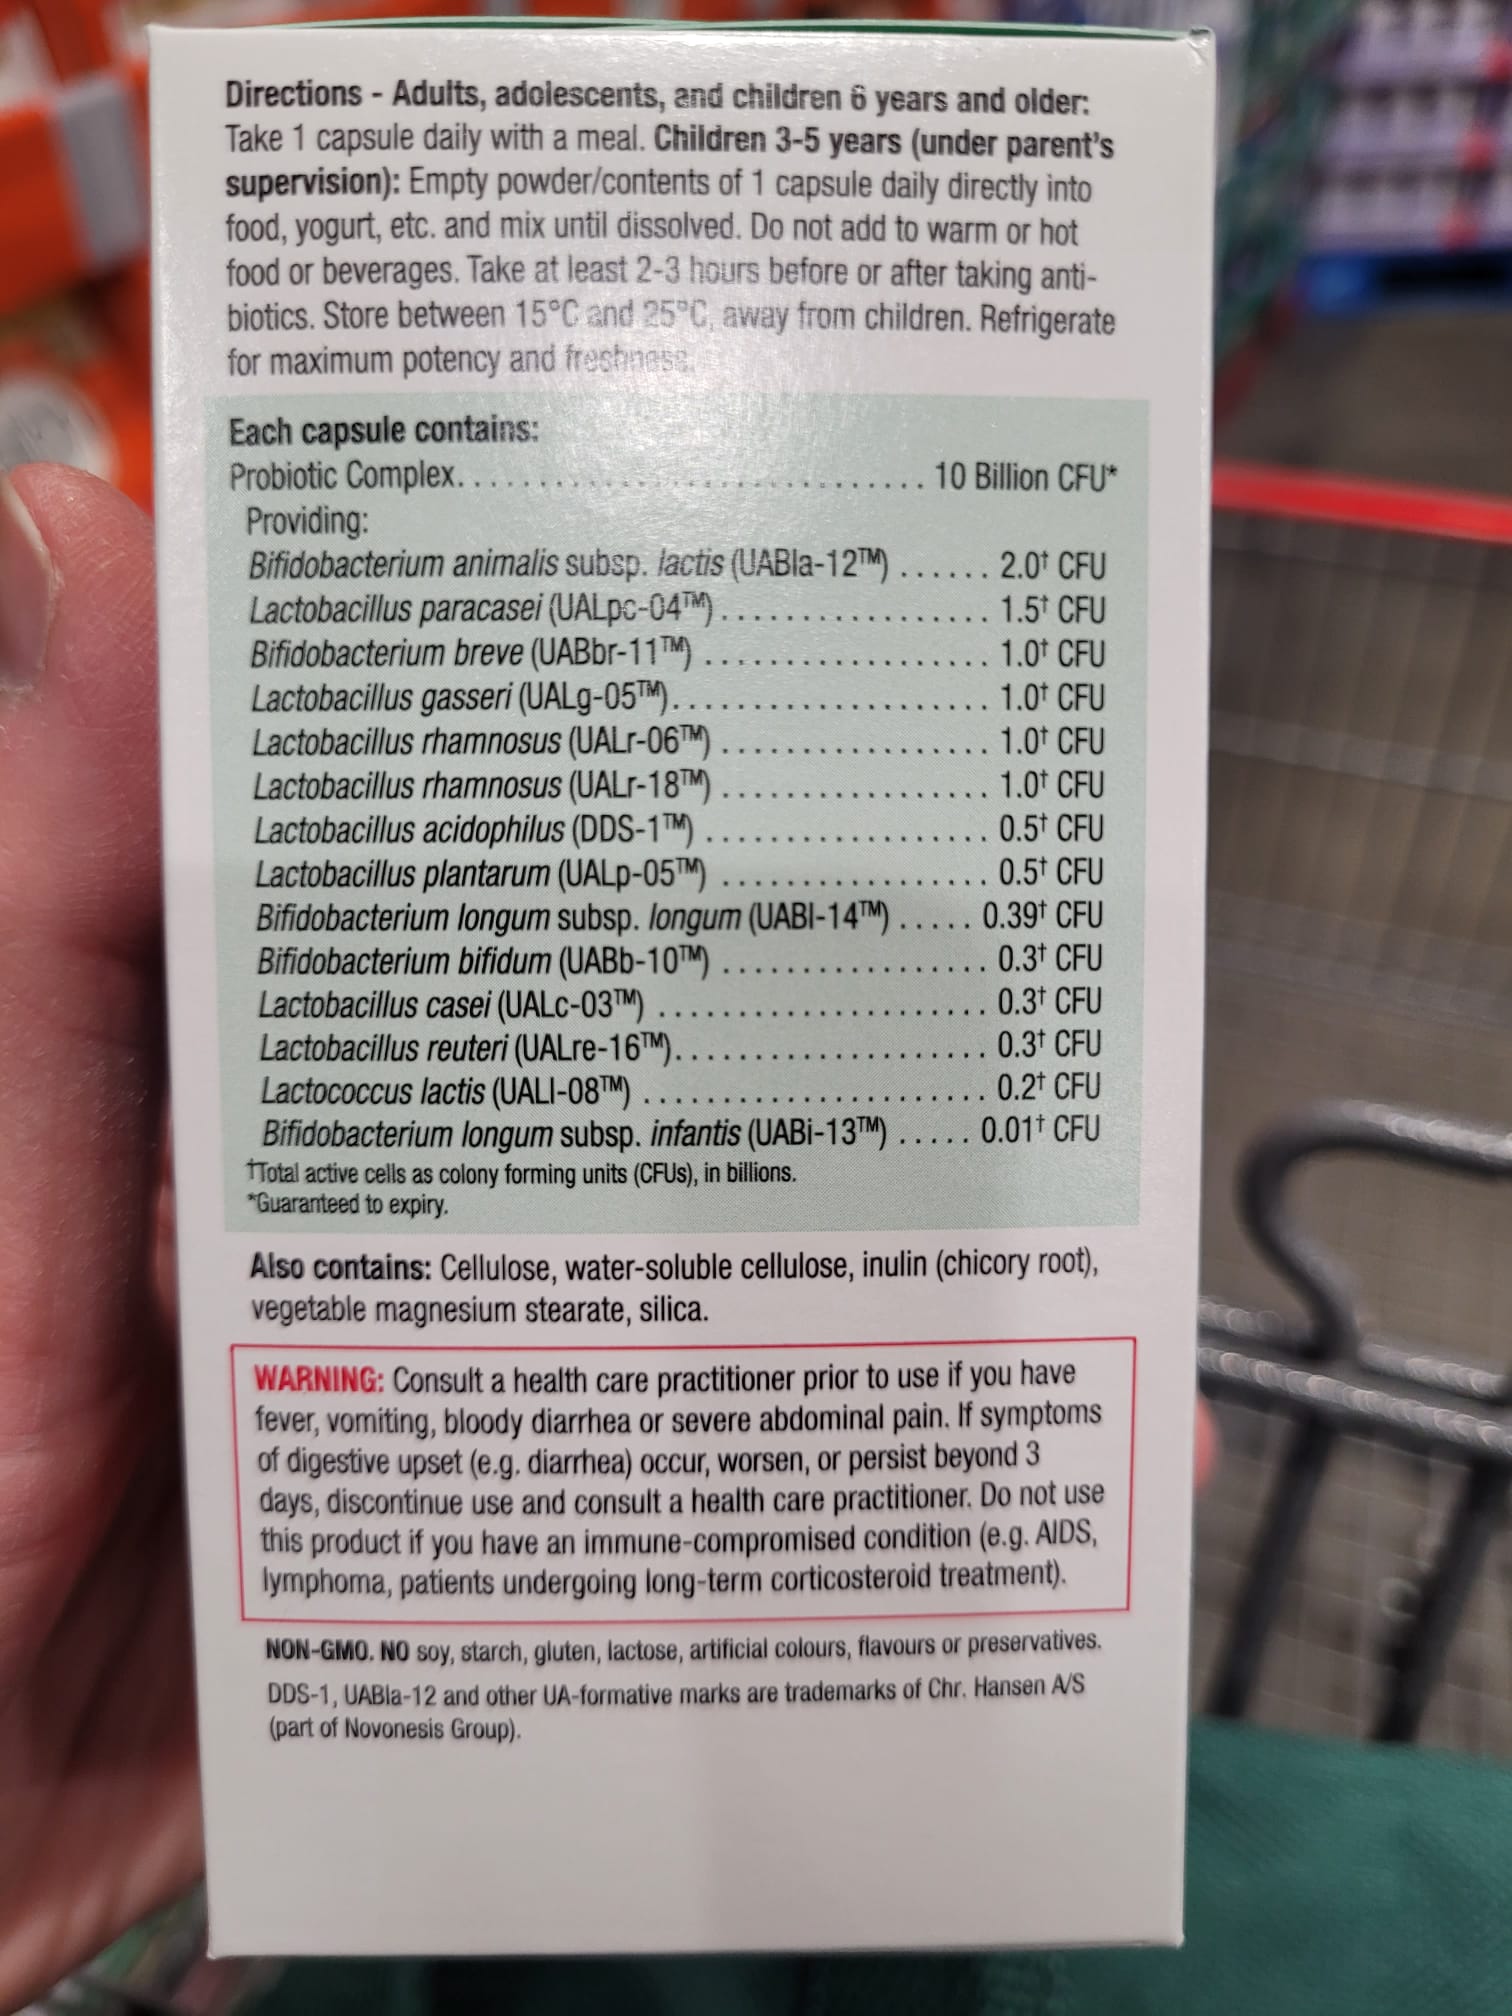 Directions - Adults, adolescents, and children 6 years and older:
Take 1 capsule daily with a meal. Children 3-5 years (under parent's
supervision): Empty powder/contents of 1 capsule daily directly into
food, yogurt, etc. and mix until dissolved. Do not add to warm or hot
food or beverages. Take at least 2-3 hours before or after taking anti-
biotics. Store between 15°C and 25°C, away from children. Refrigerate
for maximum potency and freshness.
Each capsule contains:
Probiotic Complex. . . . . . . . . . . . . . . . . . . . . . . . . . . . . 10 Billion CFU*
Providing:
Bifidobacterium animalis subsp. lactis (UABla-12™) . . . . . . 2.0† CFU
Lactobacillus paracasei (UALpc-04™) . . . . . . . . . . . . . . . . . 1.5† CFU
Bifidobacterium breve (UABbr-11™) . . . . . . . . . . . . . . . . . . 1.0† CFU
Lactobacillus gasseri (UALg-05™). . . . . . . . . . . . . . . . . . . . 1.0† CFU
Lactobacillus rhamnosus (UALr-06™) . . . . . . . . . . . . . . . . . 1.0† CFU
Lactobacillus rhamnosus (UALr-18™) . . . . . . . . . . . . . . . . . 1.0† CFU
Lactobacillus acidophilus (DDS-1™) . . . . . . . . . . . . . . . . . . 0.5† CFU
Lactobacillus plantarum (UALp-05™) . . . . . . . . . . . . . . . . . 0.5† CFU
Bifidobacterium longum subsp. longum (UABl-14™) . . . . . 0.39† CFU
Bifidobacterium bifidum (UABb-10™) . . . . . . . . . . . . . . . . . 0.3† CFU
Lactobacillus casei (UALc-03™) . . . . . . . . . . . . . . . . . . . . . 0.3† CFU
Lactobacillus reuteri (UALre-16™). . . . . . . . . . . . . . . . . . . . 0.3† CFU
Lactococcus lactis (UALl-08™) . . . . . . . . . . . . . . . . . . . . . . 0.2† CFU
Bifidobacterium longum subsp. infantis (UABi-13™) . . . . . 0.01† CFU
†Total active cells as colony forming units (CFUs), in billions.
*Guaranteed to expiry.
Also contains: Cellulose, water-soluble cellulose, inulin (chicory root),
vegetable magnesium stearate, silica.
WARNING: Consult a health care practitioner prior to use if you have
fever, vomiting, bloody diarrhea or severe abdominal pain. If symptoms
of digestive upset (e.g. diarrhea) occur, worsen, or persist beyond 3
days, discontinue use and consult a health care practitioner. Do not use
this product if you have an immune-compromised condition (e.g. AIDS,
lymphoma, patients undergoing long-term corticosteroid treatment).
NON-GMO. NO soy, starch, gluten, lactose, artificial colours, flavours or preservatives.
DDS-1, UABla-12 and other UA-formative marks are trademarks of Chr. Hansen A/S
(part of Novonesis Group).